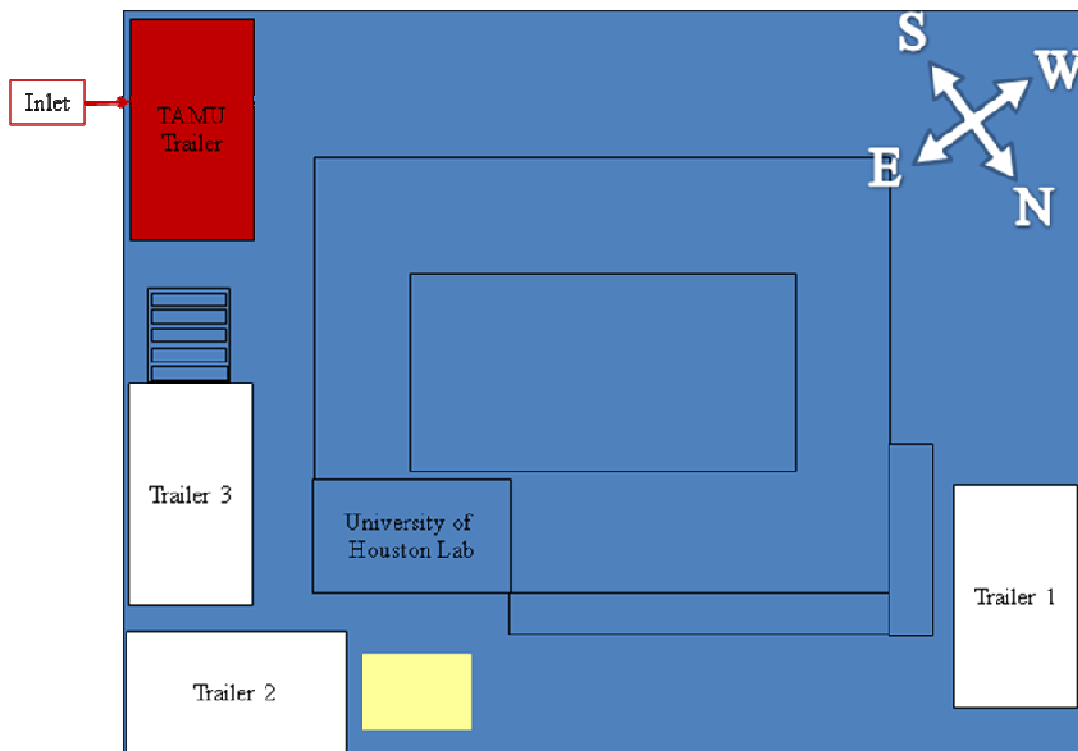 S
W
Inlet
TAMU
Trailer
E
N
Trailer 3
University of
Houston Lab
Trailer 1
Trailer 2